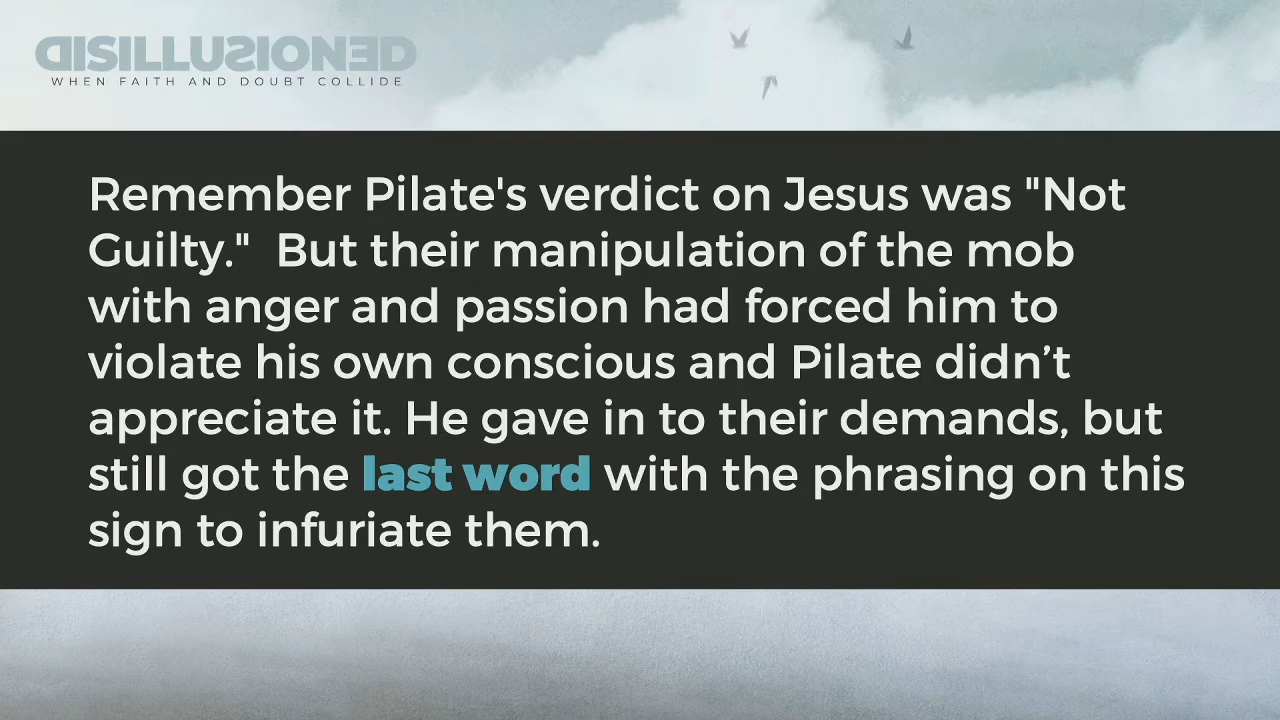 DISILLUSIONED
WHEN FAITH AND DOUBT COLLIDE
Remember Pilate's verdict on Jesus was "Not
Guilty."  But their manipulation of the mob
with anger and passion had forced him to
violate his own conscious and Pilate didn’t
appreciate it. He gave in to their demands, but
still got the last word with the phrasing on this
sign to infuriate them.